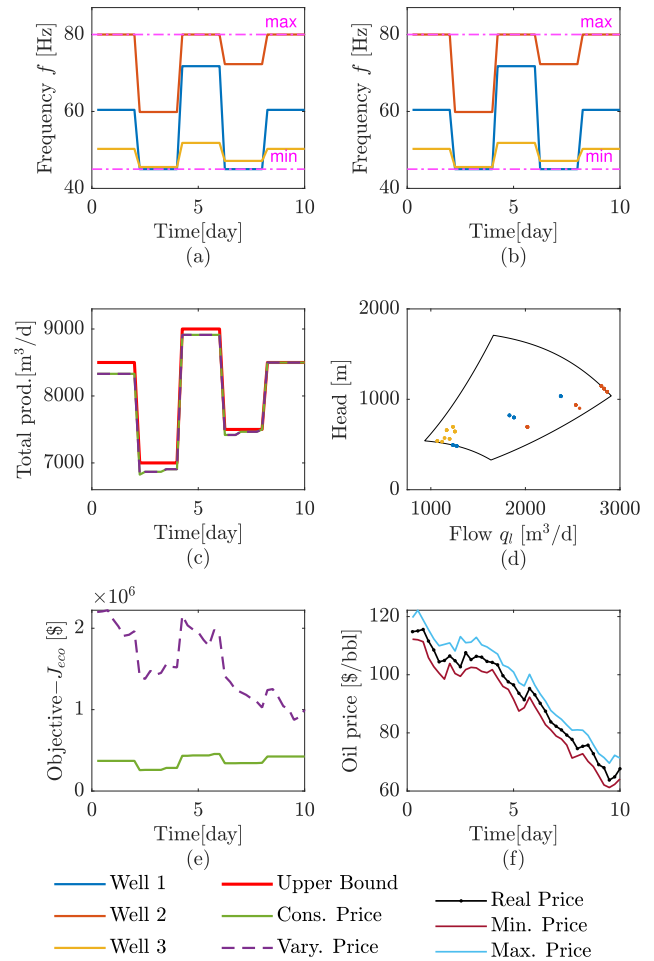 max
max
80
80
Frequency f [Hz]
Frequency f [Hz]
60
60
min
min
40
40
0
5
10
0
5
10
Time[day]
Time[day]
(a)
(b)
9000
2000
Total prod.[m³/d]
Head [m]
8000
1000
7000
0
0
5
10
1000
2000
3000
Time[day]
Flow q_l [m³/d]
(c)
(d)
×10⁶
2
120
Objective−J_eco [$]
Oil price [$/bbl]
100
1
80
0
60
0
5
10
0
5
10
Time[day]
Time[day]
(e)
(f)
Well 1
Upper Bound
Real Price
Well 2
Cons. Price
Min. Price
Well 3
Vary. Price
Max. Price